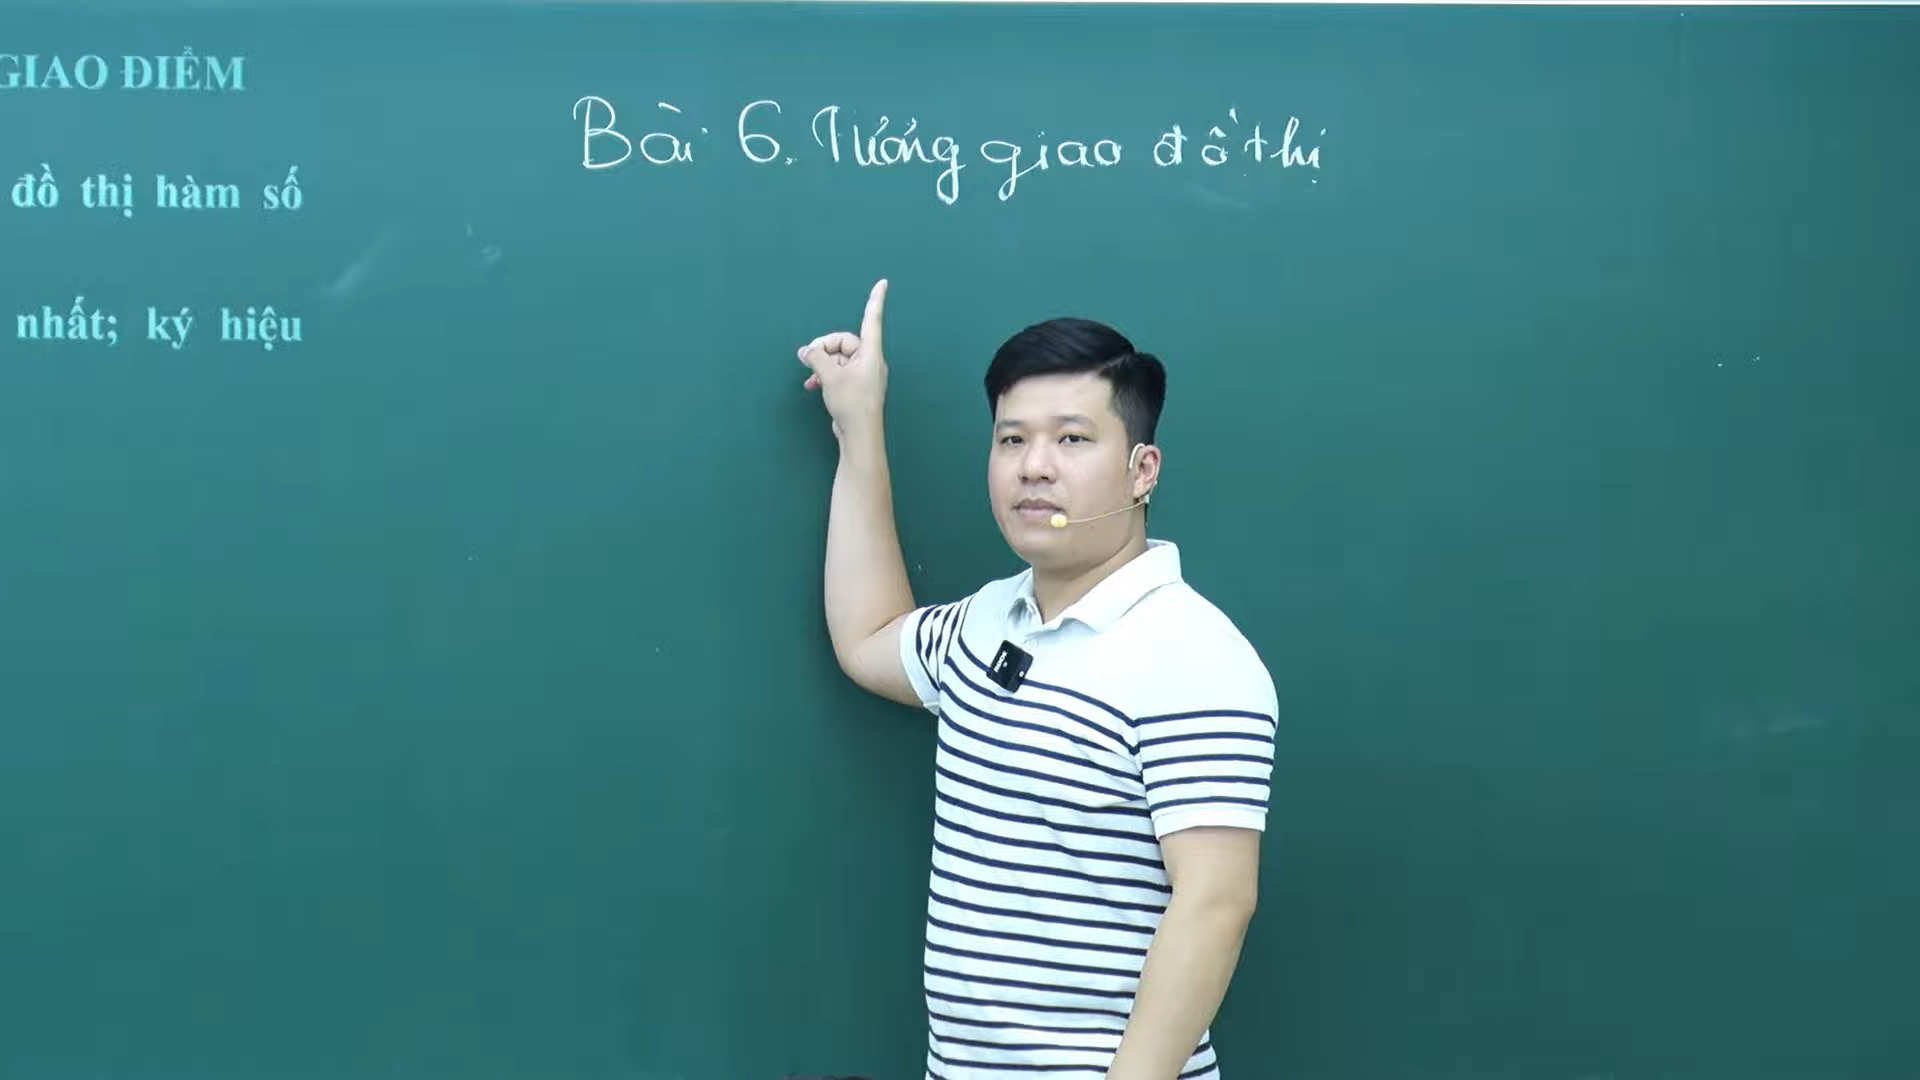 GIAO ĐIỂM
đồ thị hàm số
nhất; ký hiệu
Bài 6. Tương giao đồ thị